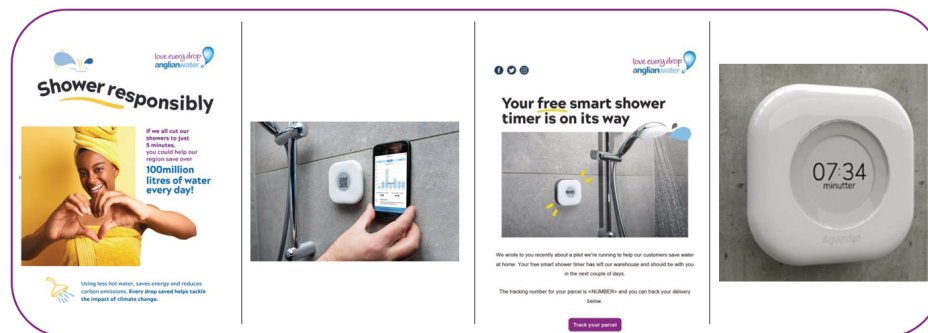 love every drop
anglianwater
Shower responsibly
If we all cut our
showers to just
5 minutes,
you could help our
region save over
100million
litres of water
every day!
Using less hot water, saves energy and reduces
carbon emissions. Every drop saved helps tackle
the impact of climate change.
love every drop
anglianwater
Your free smart shower
timer is on its way
We wrote to you recently about a pilot we're running to help our customers save water
at home. Your free smart shower timer has left our warehouse and should be with you
in the next couple of days.
The tracking number for your parcel is <NUMBER> and you can track your delivery
below.
Track your parcel
07:34
minutter
Aguardio